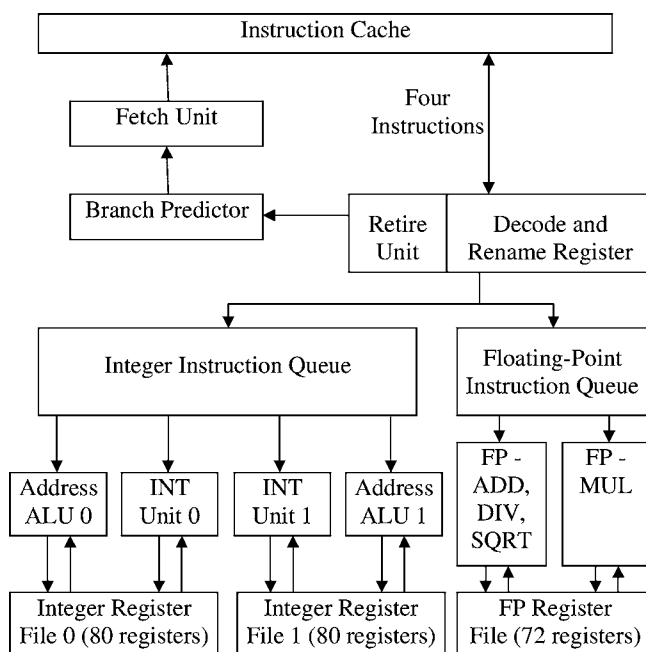 Instruction Cache
Four
Instructions
Fetch Unit
Branch Predictor
Retire
Unit
Decode and
Rename Register
Integer Instruction Queue
Floating-Point
Instruction Queue
Address
ALU 0
INT
Unit 0
INT
Unit 1
Address
ALU 1
FP -
ADD,
DIV,
SQRT
FP -
MUL
Integer Register
File 0 (80 registers)
Integer Register
File 1 (80 registers)
FP Register
File (72 registers)